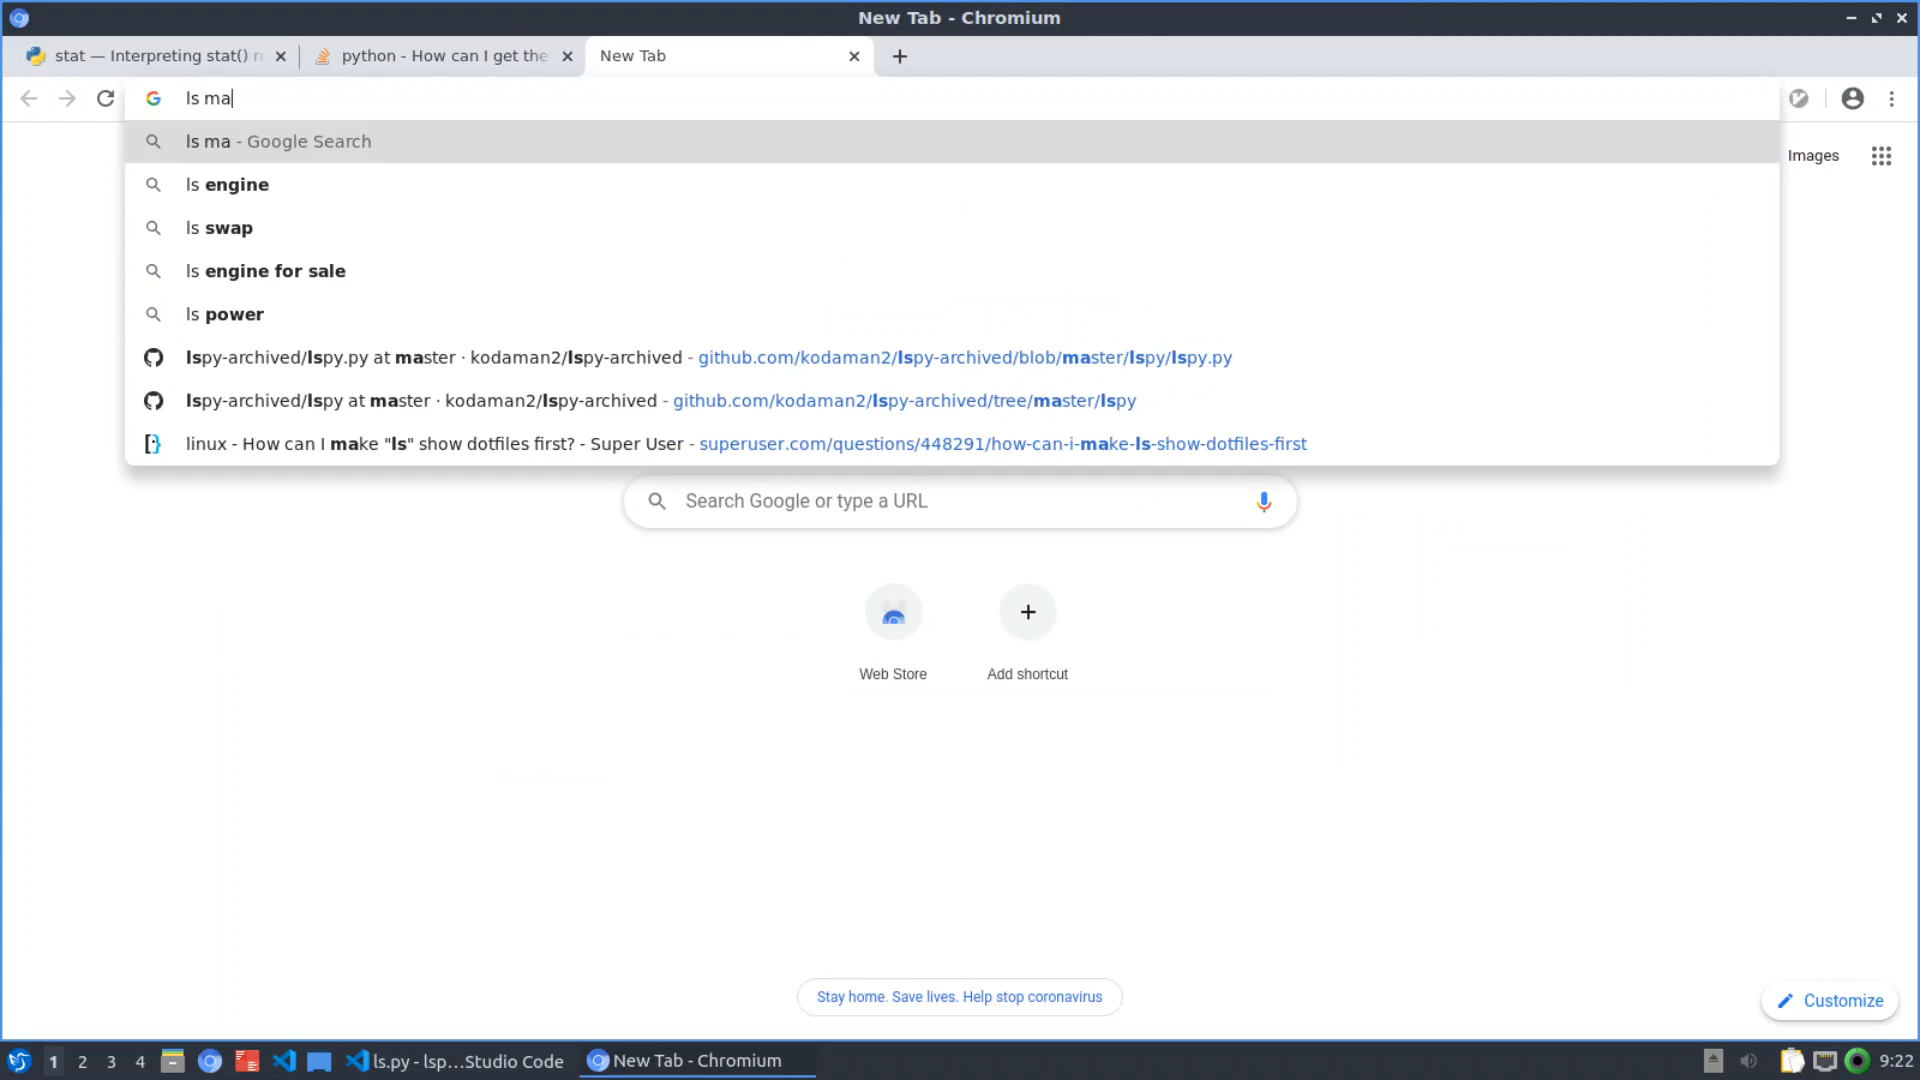 New Tab - Chromium
stat — Interpreting stat() re
python - How can I get the
New Tab
ls ma
ls ma - Google Search
Images
ls engine
ls swap
ls engine for sale
ls power
lspy-archived/lspy.py at master · kodaman2/lspy-archived - github.com/kodaman2/lspy-archived/blob/master/lspy/lspy.py
lspy-archived/lspy at master · kodaman2/lspy-archived - github.com/kodaman2/lspy-archived/tree/master/lspy
linux - How can I make "ls" show dotfiles first? - Super User - superuser.com/questions/448291/how-can-i-make-ls-show-dotfiles-first
Search Google or type a URL
Web Store
Add shortcut
Stay home. Save lives. Help stop coronavirus
Customize
1 2 3 4
ls.py - lsp...Studio Code
New Tab - Chromium
9:22